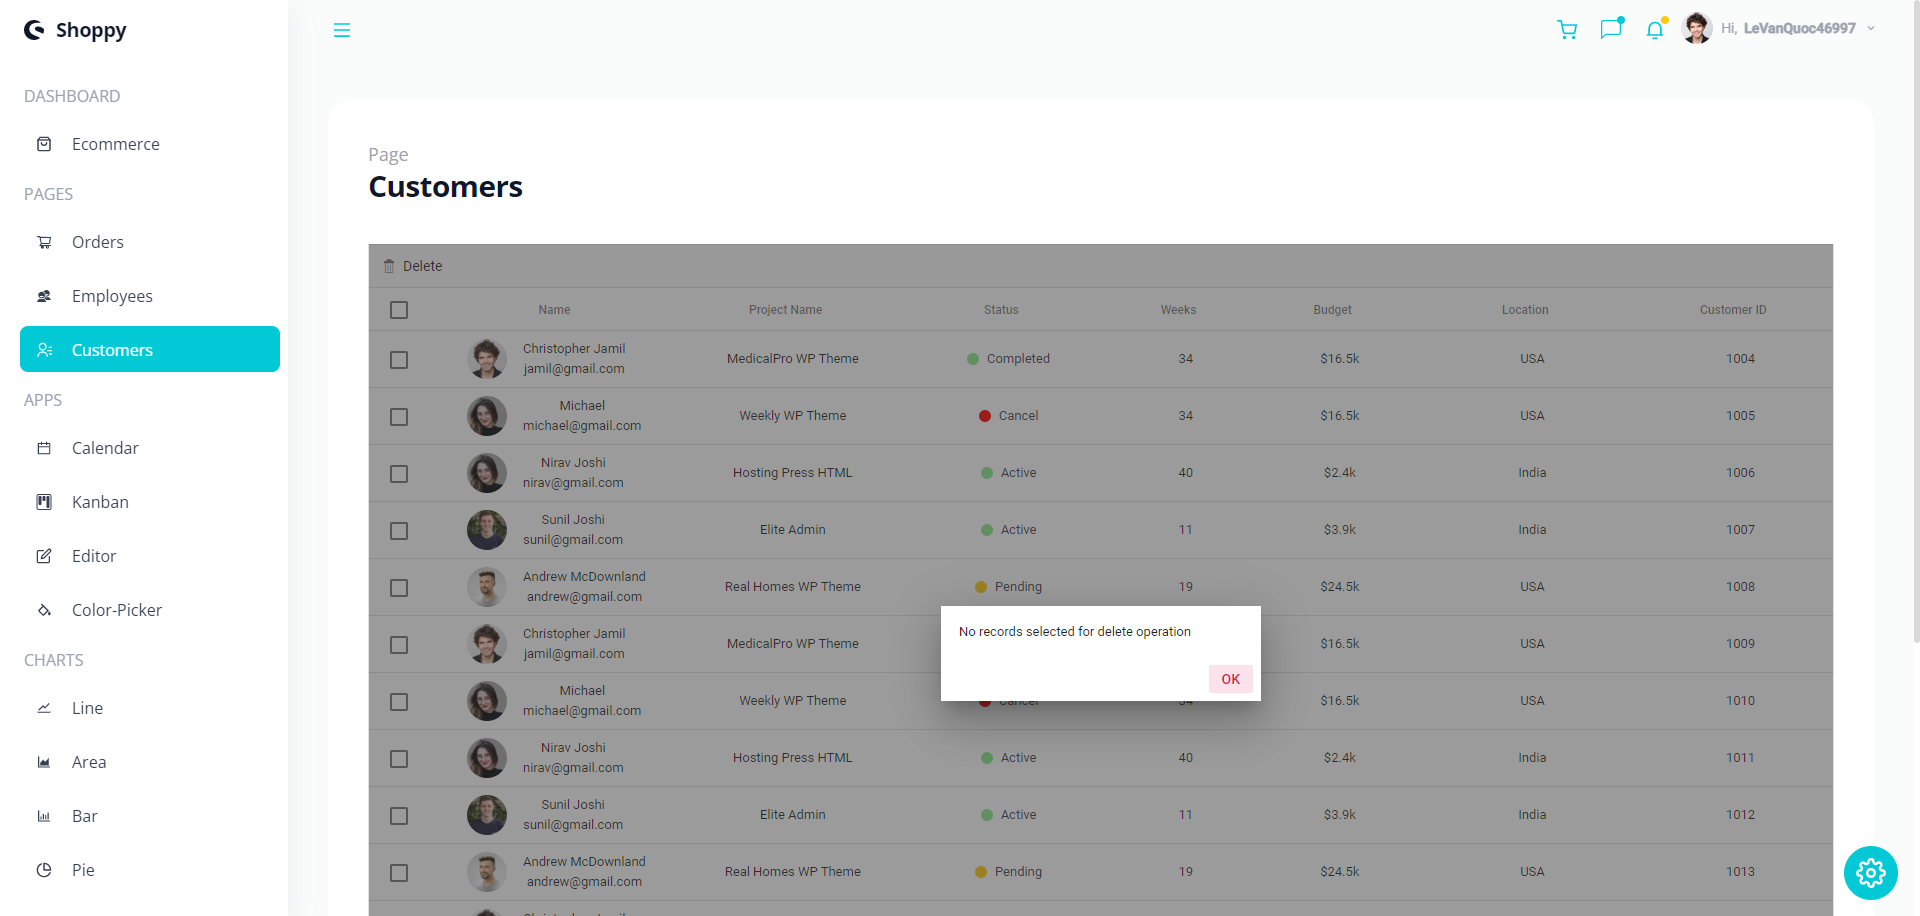 Shoppy
Hi, LeVanQuoc46997
DASHBOARD
Ecommerce
PAGES
Orders
Employees
Customers
APPS
Calendar
Kanban
Editor
Color-Picker
CHARTS
Line
Area
Bar
Pie
Page
Customers
Delete
Name Project Name Status Weeks Budget Location Customer ID
Christopher Jamil
jamil@gmail.com
MedicalPro WP Theme Completed 34 $16.5k USA 1004
Michael
michael@gmail.com
Weekly WP Theme Cancel 34 $16.5k USA 1005
Nirav Joshi
nirav@gmail.com
Hosting Press HTML Active 40 $2.4k India 1006
Sunil Joshi
sunil@gmail.com
Elite Admin Active 11 $3.9k India 1007
Andrew McDownland
andrew@gmail.com
Real Homes WP Theme Pending 19 $24.5k USA 1008
Christopher Jamil
jamil@gmail.com
MedicalPro WP Theme $16.5k USA 1009
No records selected for delete operation
OK
Michael
michael@gmail.com
Weekly WP Theme Cancel 34 $16.5k USA 1010
Nirav Joshi
nirav@gmail.com
Hosting Press HTML Active 40 $2.4k India 1011
Sunil Joshi
sunil@gmail.com
Elite Admin Active 11 $3.9k India 1012
Andrew McDownland
andrew@gmail.com
Real Homes WP Theme Pending 19 $24.5k USA 1013